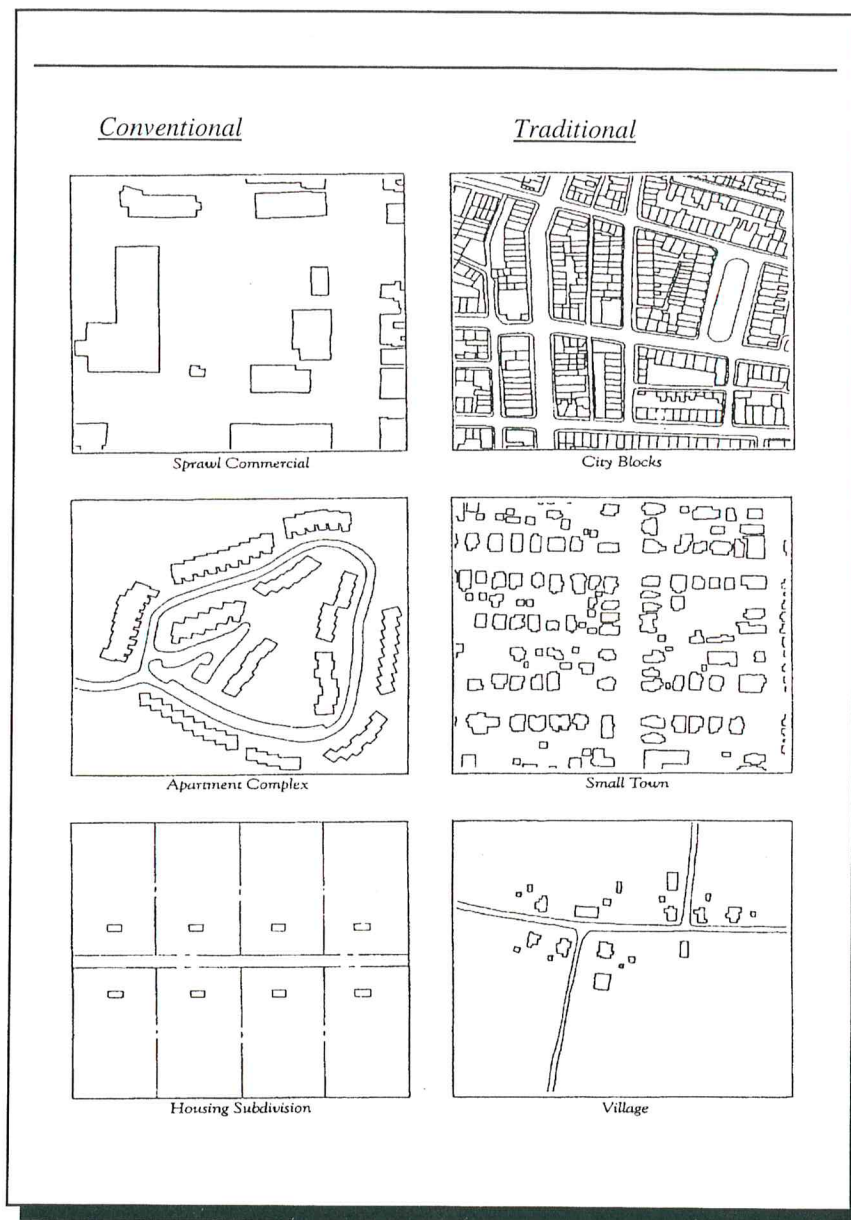 Conventional
Traditional
Sprawl Commercial
City Blocks
Apartment Complex
Small Town
Housing Subdivision
Village